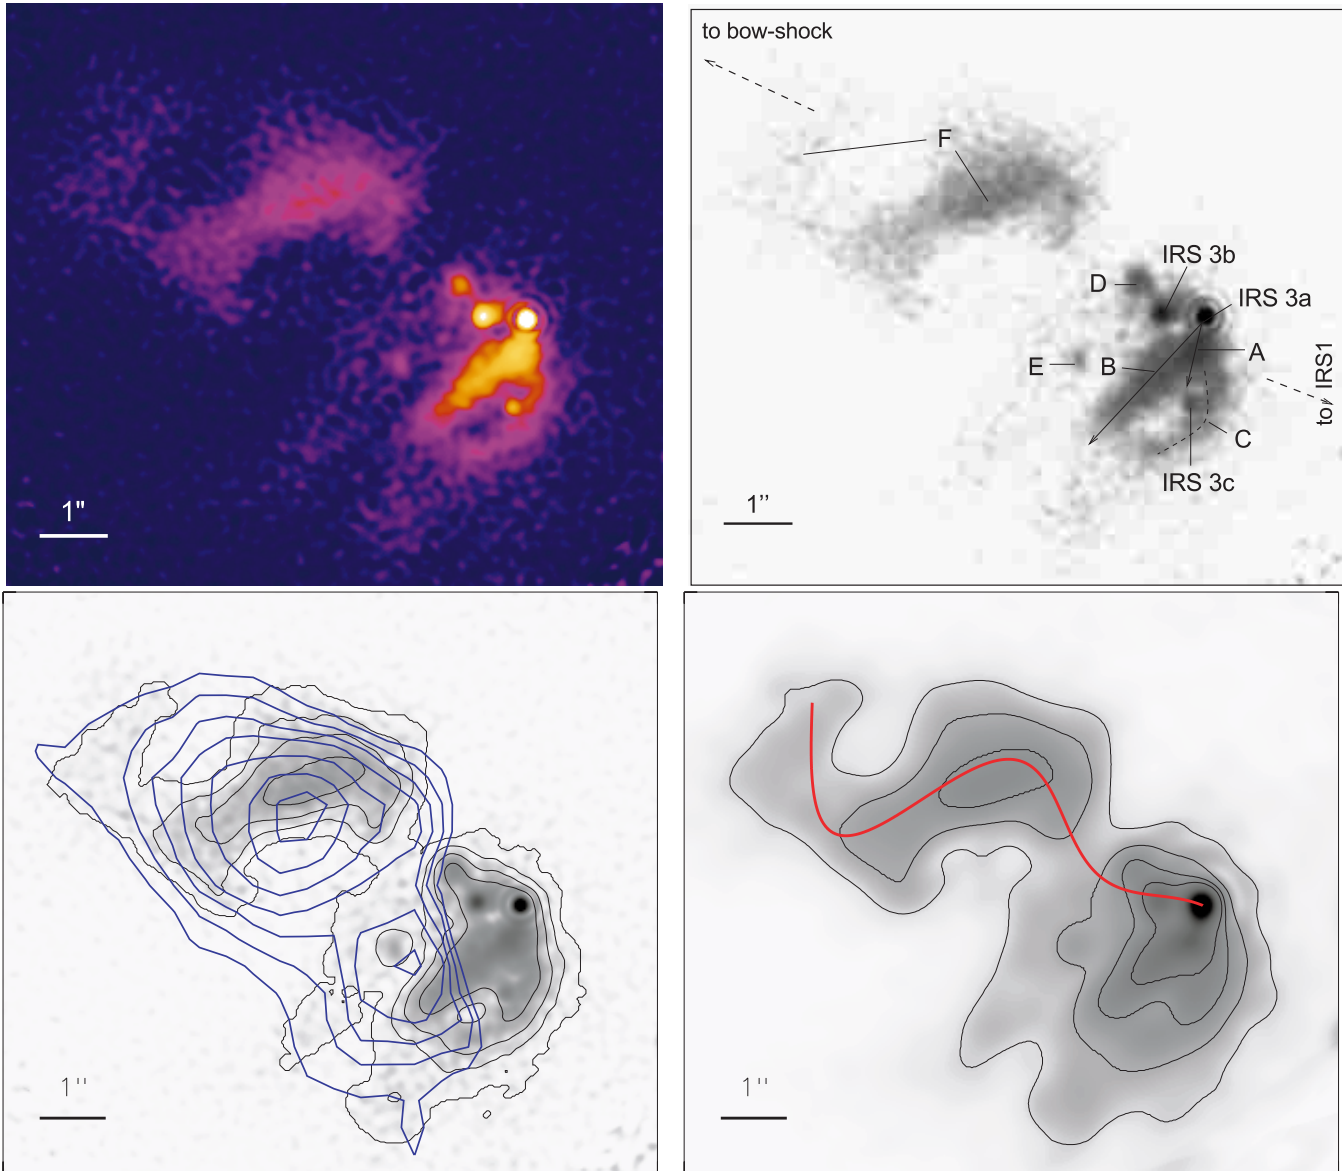 1"
to bow-shock
F
IRS 3b
D
IRS 3a
E
B
A
to IRS1
C
IRS 3c
1’’
1''
1''